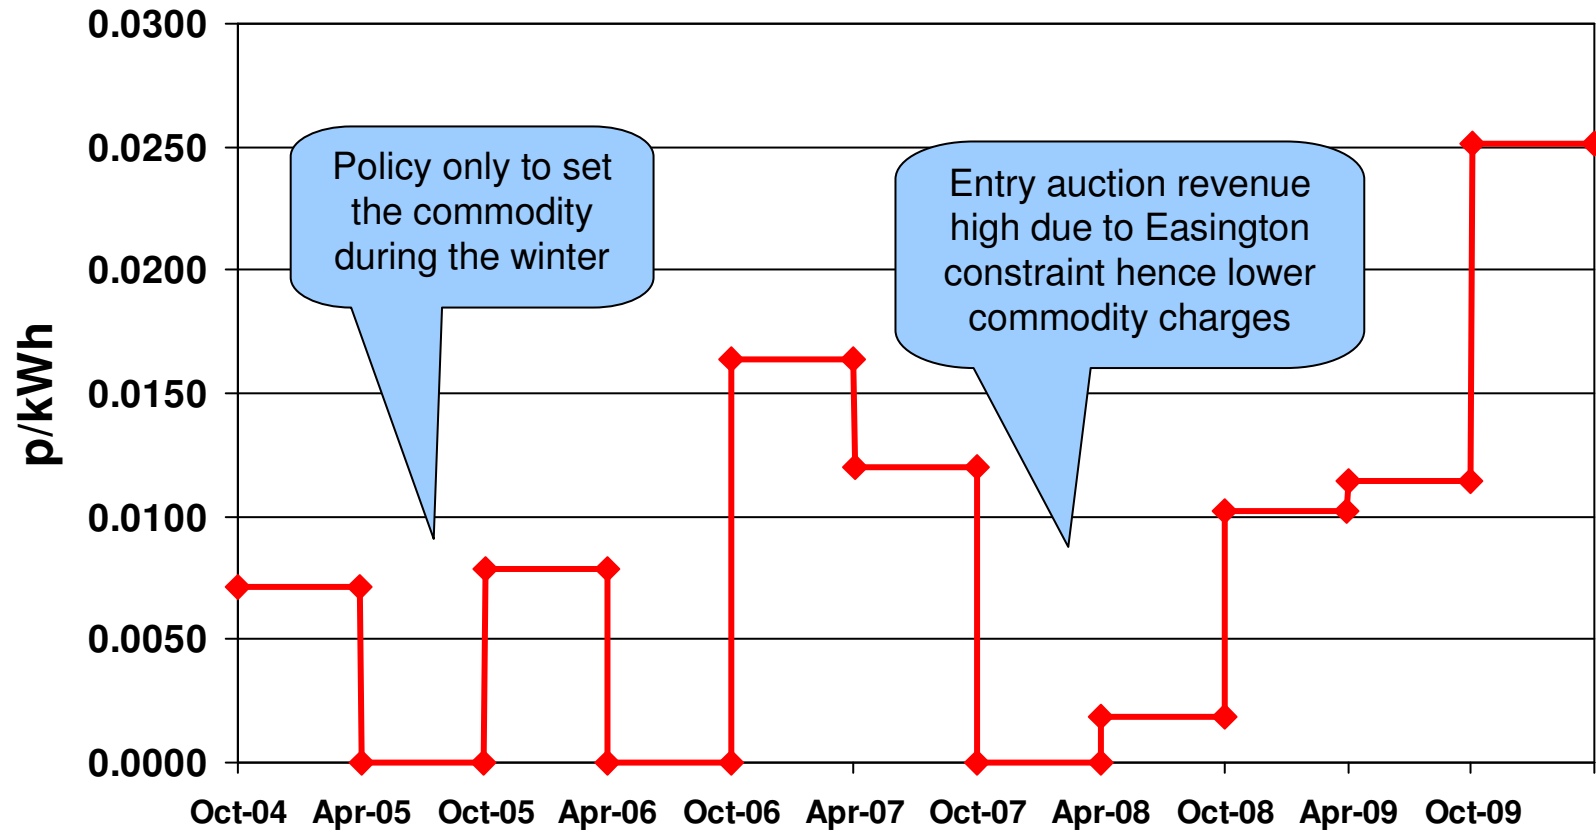 0.0300
0.0250
0.0200
0.0150
0.0100
0.0050
0.0000
p/kWh
Policy only to set
the commodity
during the winter
Entry auction revenue
high due to Easington
constraint hence lower
commodity charges
Oct-04 Apr-05 Oct-05 Apr-06 Oct-06 Apr-07 Oct-07 Apr-08 Oct-08 Apr-09 Oct-09